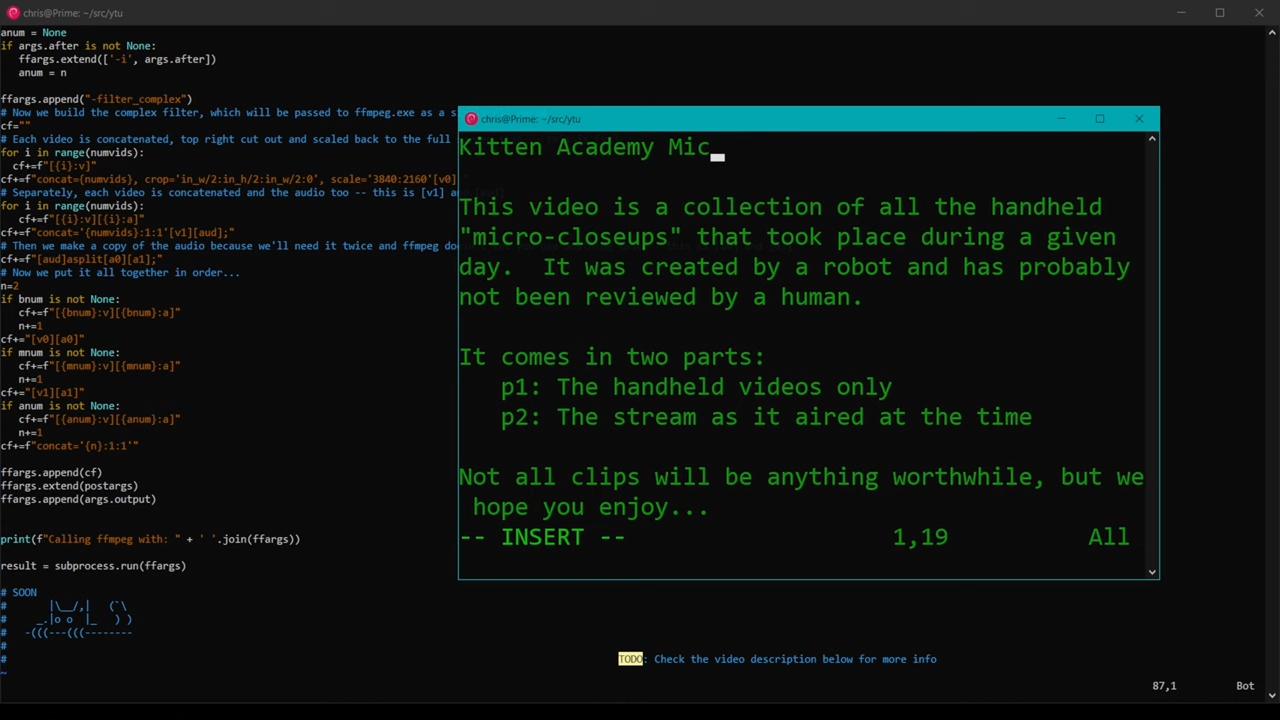 chris@Prime: ~/src/ytu
anum = None
if args.after is not None:
   ffargs.extend(['-i', args.after])
   anum = n
ffargs.append("-filter_complex")
# Now we build the complex filter, which will be passed to ffmpeg.exe as a s
cf=""
# Each video is concatenated, top right cut out and scaled back to the full
for i in range(numvids):
  cf+=f"[{i}:v]"
cf+=f"concat={numvids}, crop='in_w/2:in_h/2:in_w/2:0', scale='3840:2160'[v0]
# Separately, each video is concatenated and the audio too -- this is [v1] a
for i in range(numvids):
   cf+=f"[{i}:v][{i}:a]"
cf+=f"concat='{numvids}:1:1'[v1][aud];"
# Then we make a copy of the audio because we'll need it twice and ffmpeg do
cf+="[aud]asplit[a0][a1];"
# Now we put it all together in order...
n=2
if bnum is not None:
   cf+=f"[{bnum}:v][{bnum}:a]"
   n+=1
cf+="[v0][a0]"
if mnum is not None:
   cf+=f"[{mnum}:v][{mnum}:a]"
   n+=1
cf+="[v1][a1]"
if anum is not None:
   cf+=f"[{anum}:v][{anum}:a]"
   n+=1
cf+=f"concat='{n}:1:1'"
ffargs.append(cf)
ffargs.extend(postargs)
ffargs.append(args.output)
print(f"Calling ffmpeg with: " + ' '.join(ffargs))
result = subprocess.run(ffargs)
# SOON
#      |\__/,|   (`\
#    _.|o o  |_   ) )
#   -(((---(((--------
#
#
~
chris@Prime: ~/src/ytu
Kitten Academy Mic
This video is a collection of all the handheld
"micro-closeups" that took place during a given
day.  It was created by a robot and has probably
not been reviewed by a human.
It comes in two parts:
   p1: The handheld videos only
   p2: The stream as it aired at the time
Not all clips will be anything worthwhile, but we
 hope you enjoy...
-- INSERT -- 1,19 All
TODO: Check the video description below for more info
87,1 Bot